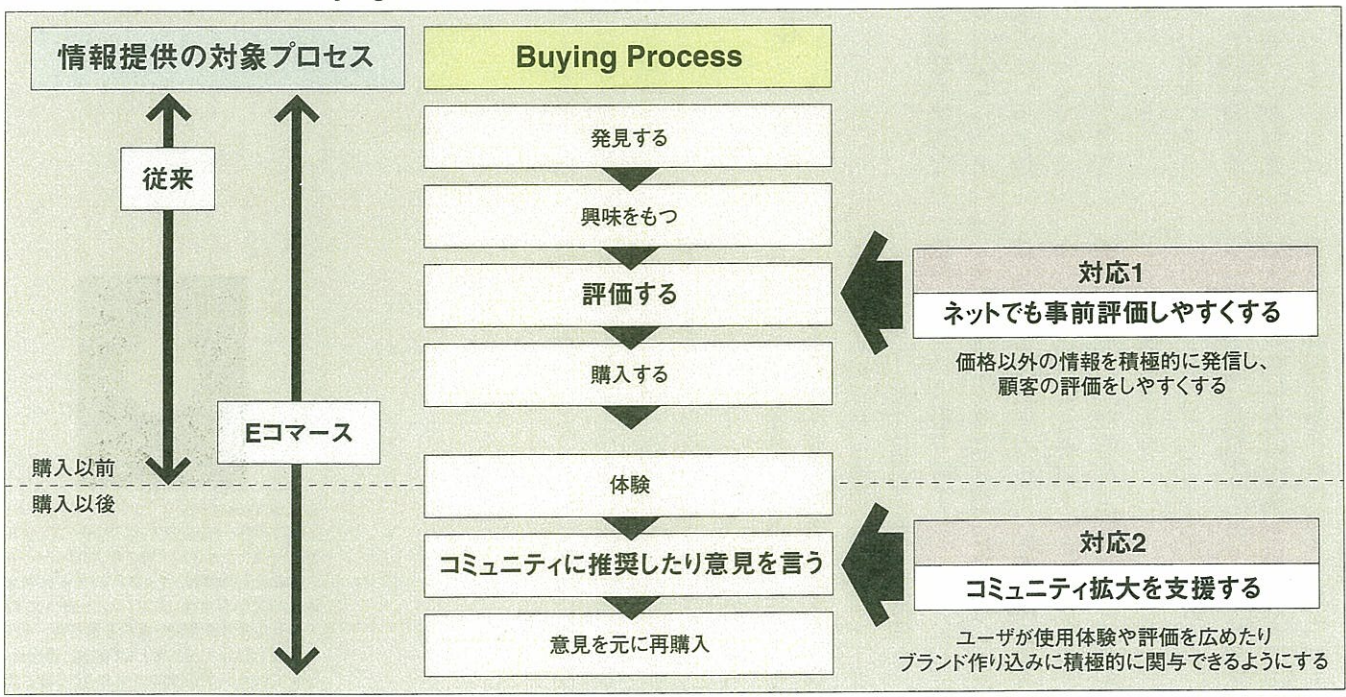 情報提供の対象プロセス
Buying Process
従来
Eコマース
購入以前
購入以後
発見する
興味をもつ
評価する
購入する
体験
コミュニティに推奨したり意見を言う
意見を元に再購入
対応1
ネットでも事前評価しやすくする
価格以外の情報を積極的に発信し、
顧客の評価をしやすくする
対応2
コミュニティ拡大を支援する
ユーザが使用体験や評価を広めたり
ブランド作り込みに積極的に関与できるようにする